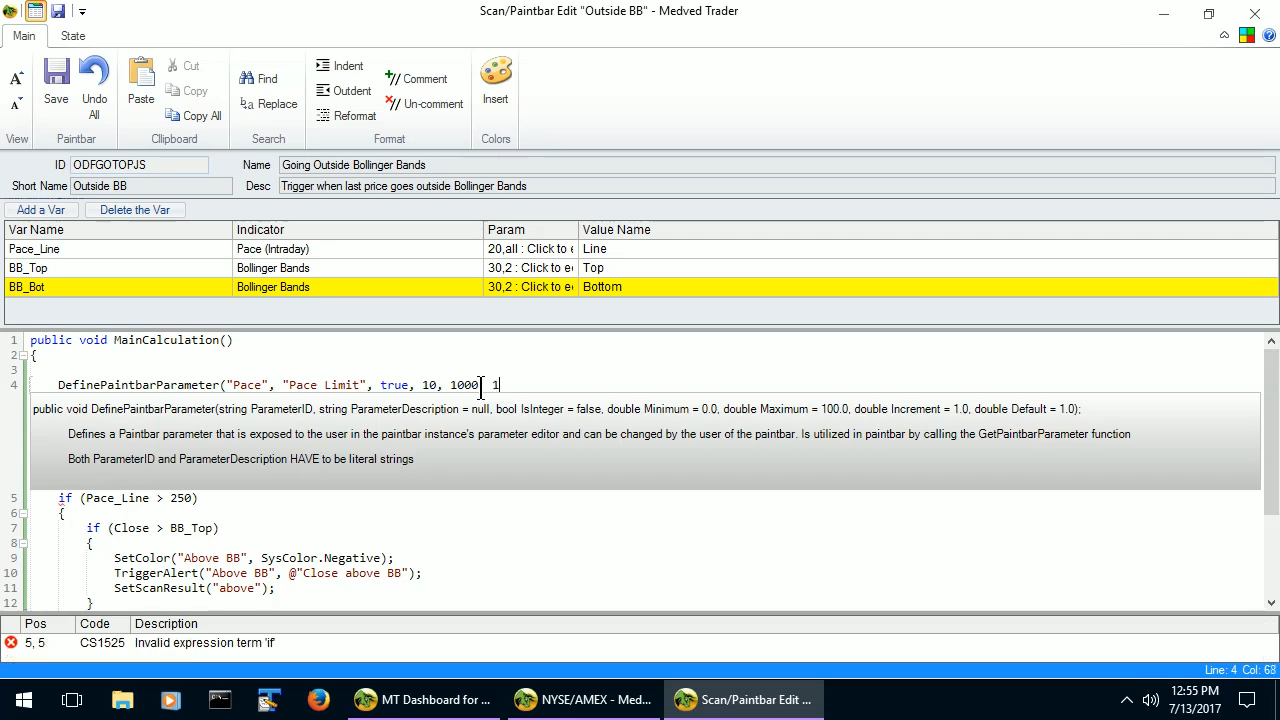 Scan/Paintbar Edit "Outside BB" - Medved Trader
Main State
A Save Undo All Paste Cut Copy Copy All Find Replace Indent Outdent Reformat Comment Un-comment Insert
A
View Paintbar Clipboard Search Format Colors
ID ODFGOTOPJS Name Going Outside Bollinger Bands
Short Name Outside BB Desc Trigger when last price goes outside Bollinger Bands
Add a Var Delete the Var
Var Name Indicator Param Value Name
Pace_Line Pace (Intraday) 20,all : Click to e Line
BB_Top Bollinger Bands 30,2 : Click to e Top
BB_Bot Bollinger Bands 30,2 : Click to e Bottom
1 public void MainCalculation()
2 {
3
4 DefinePaintbarParameter("Pace", "Pace Limit", true, 10, 1000, 1
public void DefinePaintbarParameter(string ParameterID, string ParameterDescription = null, bool IsInteger = false, double Minimum = 0.0, double Maximum = 100.0, double Increment = 1.0, double Default = 1.0);
Defines a Paintbar parameter that is exposed to the user in the paintbar instance's parameter editor and can be changed by the user of the paintbar. Is utilized in paintbar by calling the GetPaintbarParameter function
Both ParameterID and ParameterDescription HAVE to be literal strings
5 if (Pace_Line > 250)
6 {
7 if (Close > BB_Top)
8 {
9 SetColor("Above BB", SysColor.Negative);
10 TriggerAlert("Above BB", @"Close above BB");
11 SetScanResult("above");
12 }
Pos Code Description
5, 5 CS1525 Invalid expression term 'if'
Line: 4 Col: 68
MT Dashboard for ... NYSE/AMEX - Med... Scan/Paintbar Edit ... 12:55 PM
7/13/2017